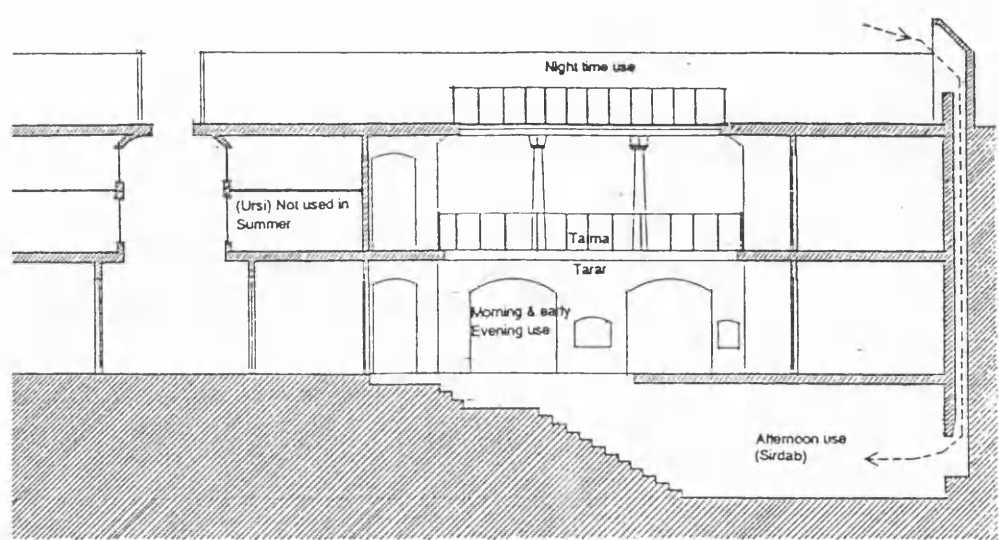 Night time use
(Ursi) Not used in
Summer
Talma
Tarar
Morning & early
Evening use
Afternoon use
(Sirdab)